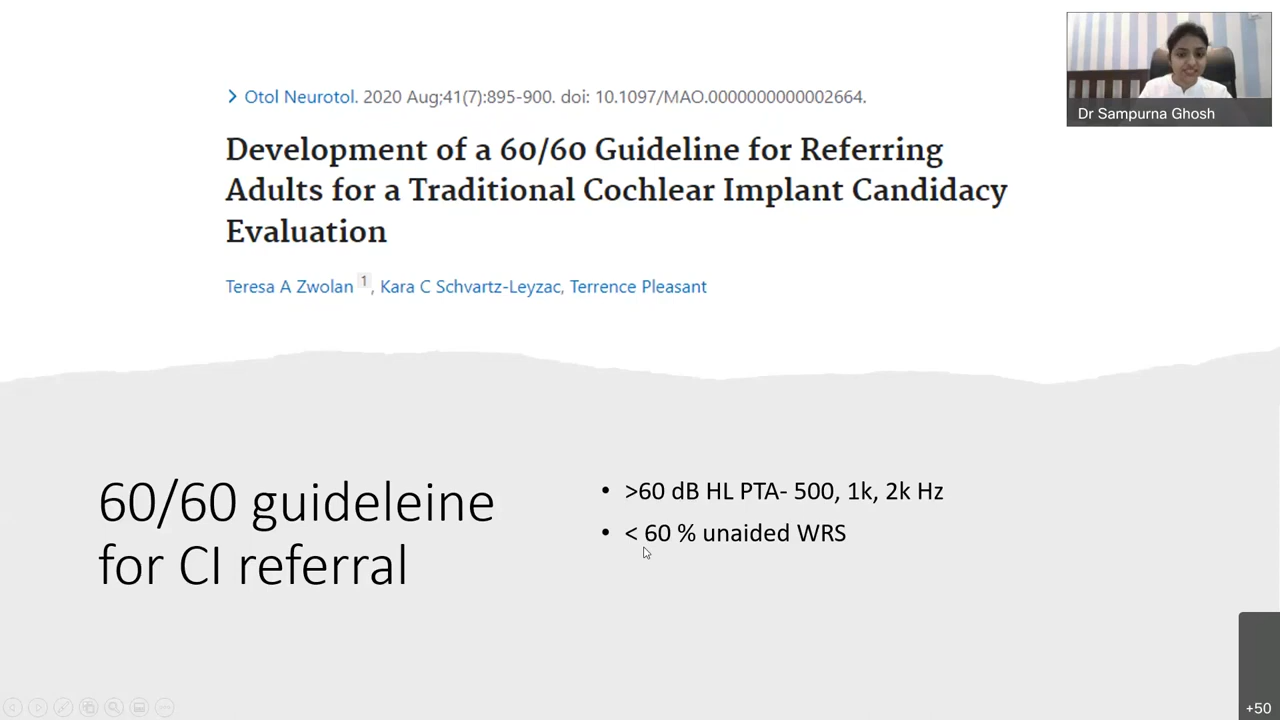 Otol Neurotol. 2020 Aug;41(7):895-900. doi: 10.1097/MAO.0000000000002664.
Development of a 60/60 Guideline for Referring
Adults for a Traditional Cochlear Implant Candidacy
Evaluation
Teresa A Zwolan 1, Kara C Schvartz-Leyzac, Terrence Pleasant
Dr Sampurna Ghosh
60/60 guideleine
for CI referral
• >60 dB HL PTA- 500, 1k, 2k Hz
• < 60 % unaided WRS
+50